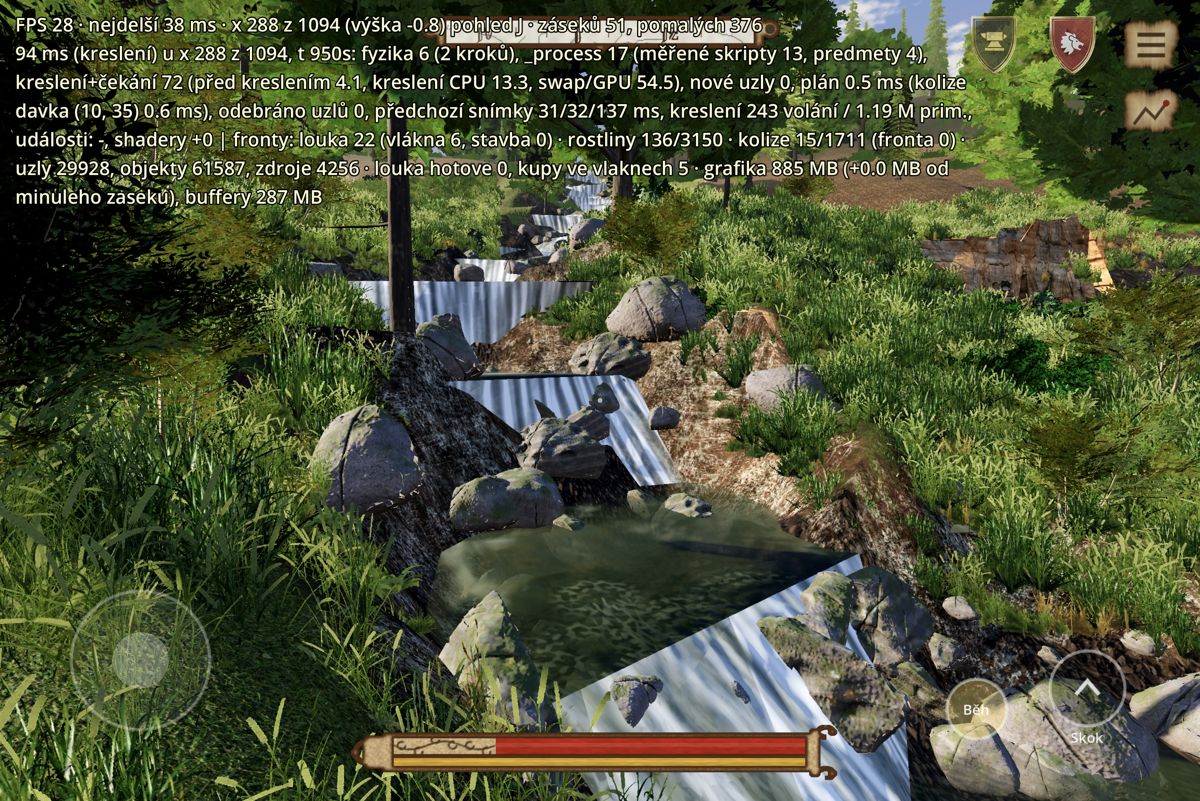 FPS 28 · nejdelší 38 ms · x 288 z 1094 (výška -0.8) pohled J · záseků 51, pomalých 376
94 ms (kreslení) u x 288 z 1094, t 950s: fyzika 6 (2 kroků), _process 17 (měřené skripty 13, predmety 4),
kreslení+čekání 72 (před kreslením 4.1, kreslení CPU 13.3, swap/GPU 54.5), nové uzly 0, plán 0.5 ms (kolize
davka (10, 35) 0.6 ms), odebráno uzlů 0, předchozí snímky 31/32/137 ms, kreslení 243 volání / 1.19 M prim.,
události: -, shadery +0 | fronty: louka 22 (vlákna 6, stavba 0) · rostliny 136/3150 · kolize 15/1711 (fronta 0) ·
uzly 29928, objekty 61587, zdroje 4256 · louka hotove 0, kupy ve vlaknech 5 · grafika 885 MB (+0.0 MB od
minuleho zaseku), buffery 287 MB
Běh
Skok